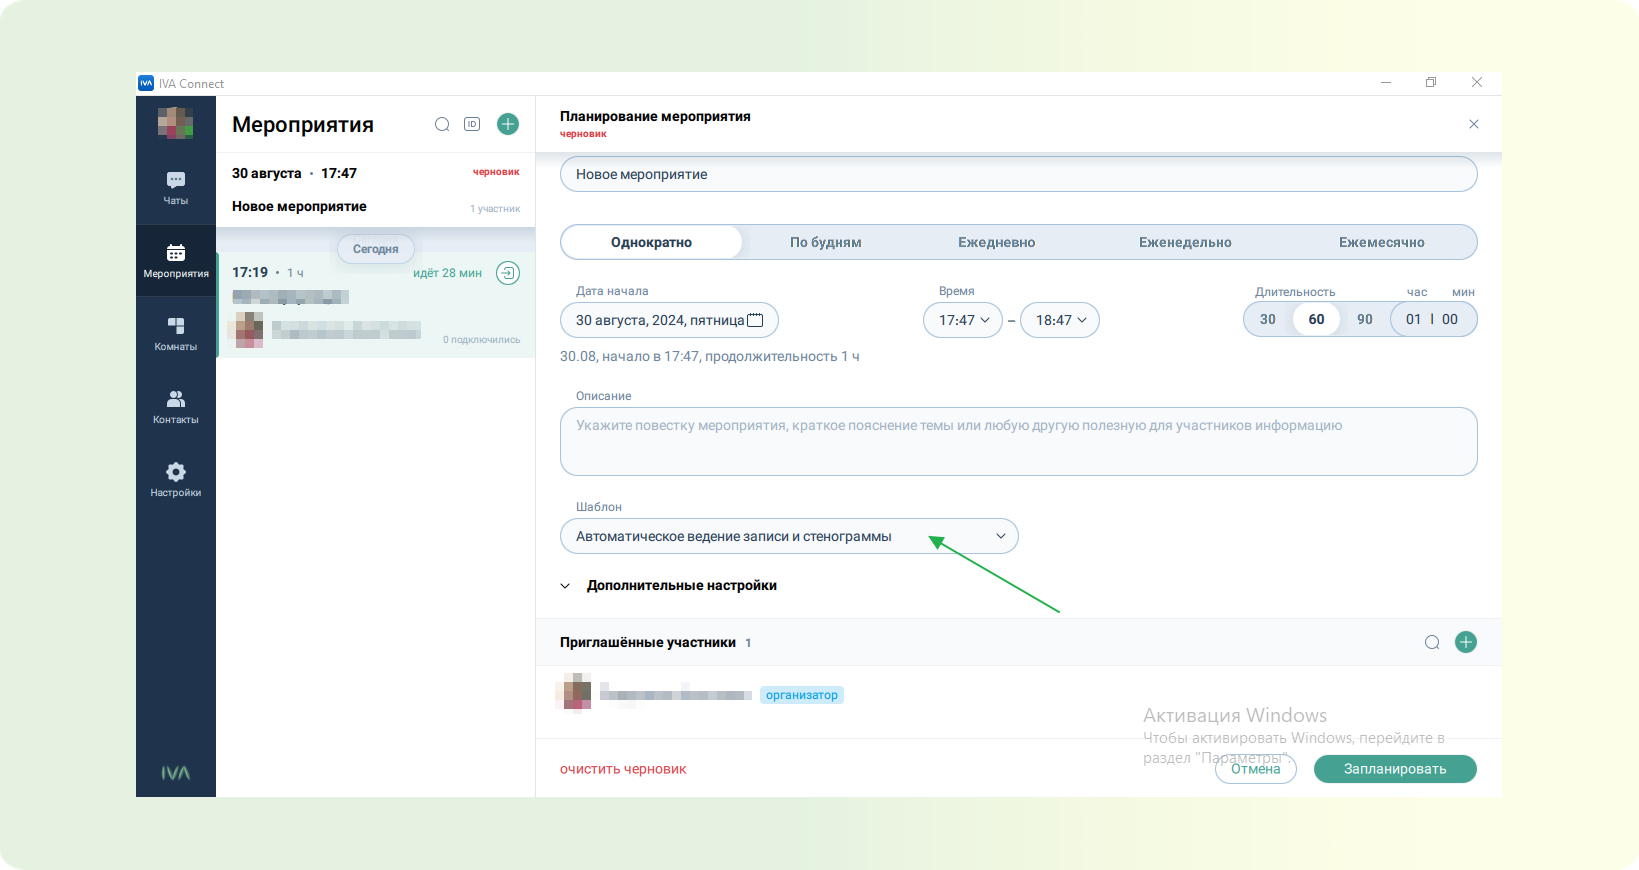 IVA IVA Connect
Чаты
Мероприятия
Комнаты
Контакты
Настройки
IVA
Мероприятия ID
30 августа • 17:47 черновик
Новое мероприятие 1 участник
Сегодня
17:19 • 1 ч идёт 28 мин
0 подключились
Планирование мероприятия
черновик
Новое мероприятие
Однократно По будням Ежедневно Еженедельно Ежемесячно
Дата начала Время Длительность час мин
30 августа, 2024, пятница 17:47 – 18:47 30 60 90 01 | 00
30.08, начало в 17:47, продолжительность 1 ч
Описание
Укажите повестку мероприятия, краткое пояснение темы или любую другую полезную для участников информацию
Шаблон
Автоматическое ведение записи и стенограммы
Дополнительные настройки
Приглашённые участники 1
организатор
Активация Windows
Чтобы активировать Windows, перейдите в
раздел "Параметры".
очистить черновик Отмена Запланировать